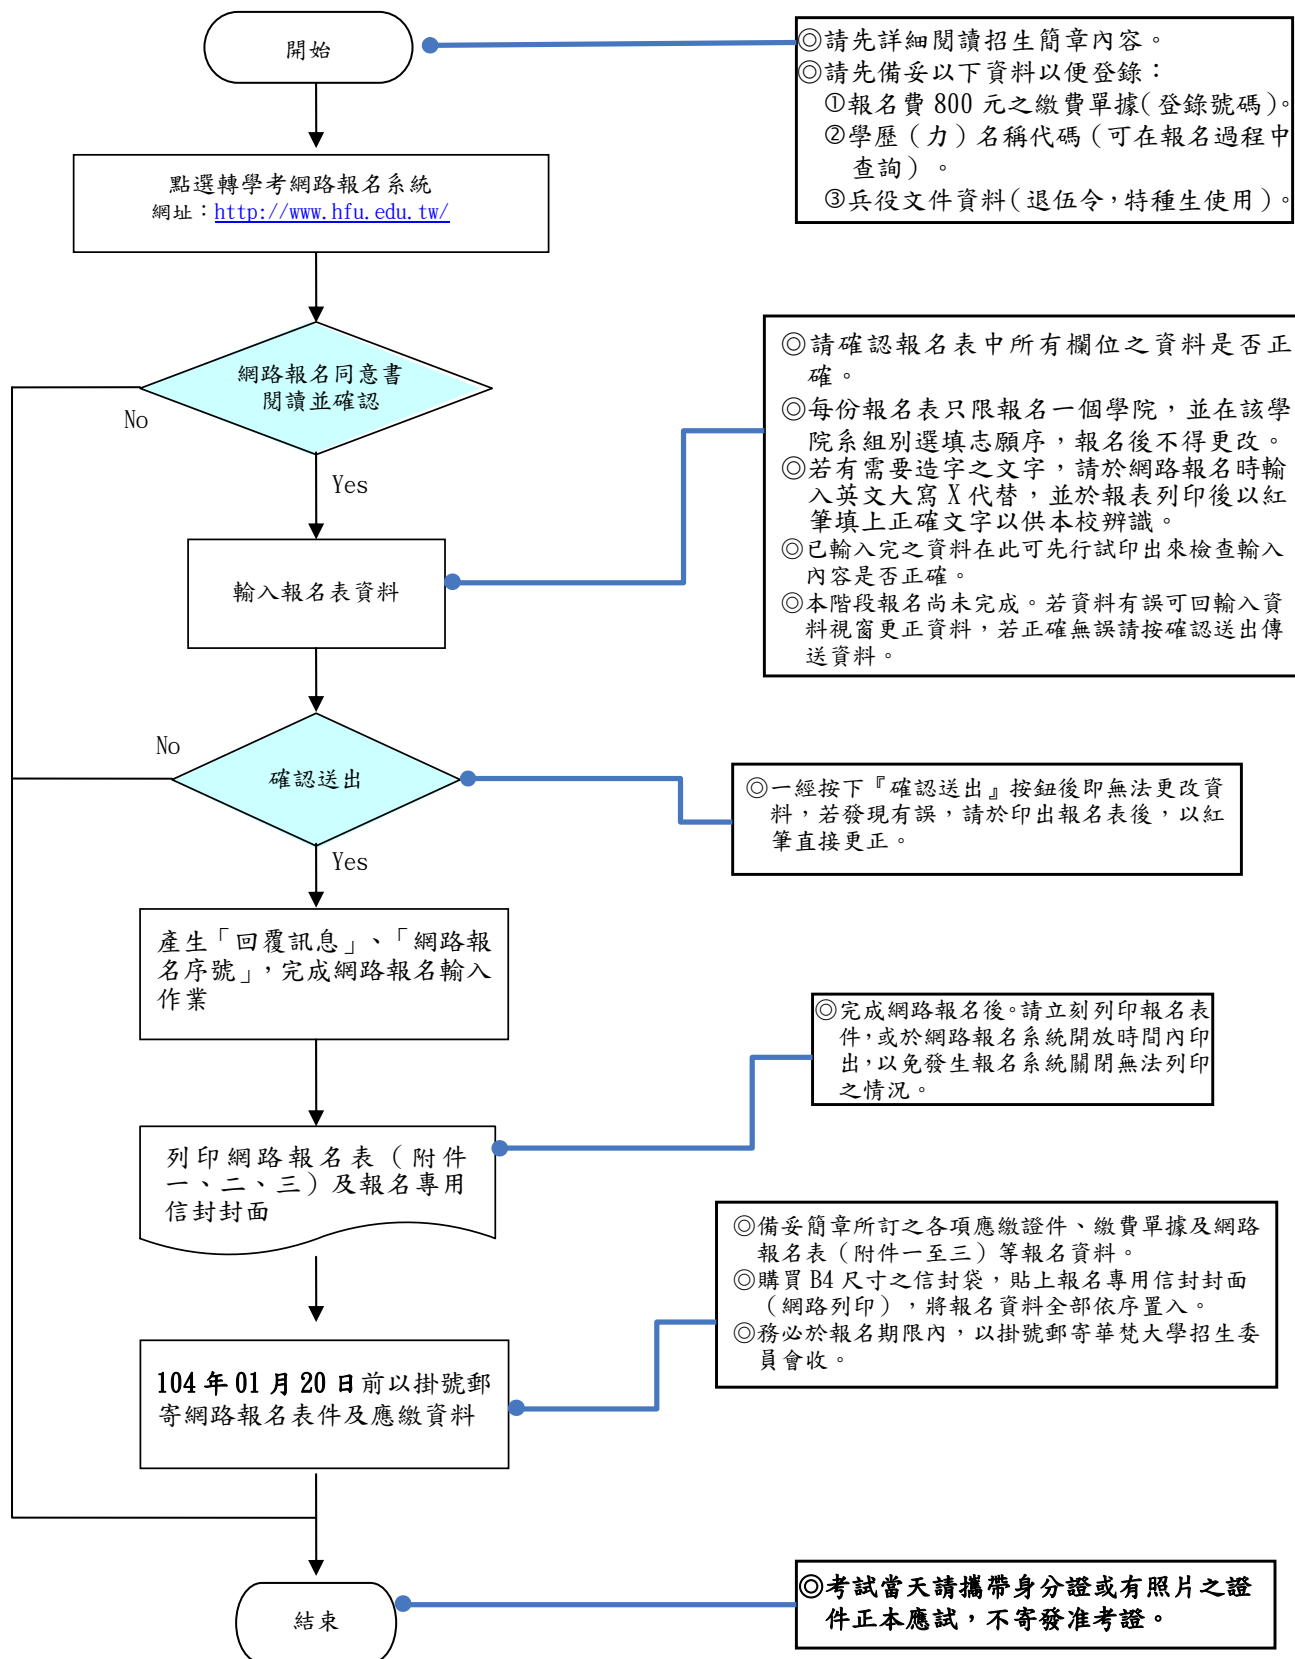 開始
◎請先詳細閱讀招生簡章內容。
◎請先備妥以下資料以便登錄：
①報名費 800 元之繳費單據(登錄號碼)。
②學歷（力）名稱代碼（可在報名過程中
查詢）。
③兵役文件資料(退伍令，特種生使用)。
點選轉學考網路報名系統
網址：http://www.hfu.edu.tw/
網路報名同意書
閱讀並確認
No
Yes
◎請確認報名表中所有欄位之資料是否正
確。
◎每份報名表只限報名一個學院，並在該學
院系組別選填志願序，報名後不得更改。
◎若有需要造字之文字，請於網路報名時輸
入英文大寫 X 代替，並於報表列印後以紅
筆填上正確文字以供本校辨識。
◎已輸入完之資料在此可先行試印出來檢查輸入
內容是否正確。
◎本階段報名尚未完成。若資料有誤可回輸入資
料視窗更正資料，若正確無誤請按確認送出傳
送資料。
輸入報名表資料
No
確認送出
Yes
◎一經按下『確認送出』按鈕後即無法更改資
料，若發現有誤，請於印出報名表後，以紅
筆直接更正。
產生「回覆訊息」、「網路報
名序號」，完成網路報名輸入
作業
◎完成網路報名後。請立刻列印報名表
件，或於網路報名系統開放時間內印
出，以免發生報名系統關閉無法列印
之情況。
列印網路報名表（附件
一、二、三）及報名專用
信封封面
◎備妥簡章所訂之各項應繳證件、繳費單據及網路
報名表（附件一至三）等報名資料。
◎購買 B4 尺寸之信封袋，貼上報名專用信封封面
（網路列印），將報名資料全部依序置入。
◎務必於報名期限內，以掛號郵寄華梵大學招生委
員會收。
104 年 01 月 20 日前以掛號郵
寄網路報名表件及應繳資料
結束
◎考試當天請攜帶身分證或有照片之證
件正本應試，不寄發准考證。